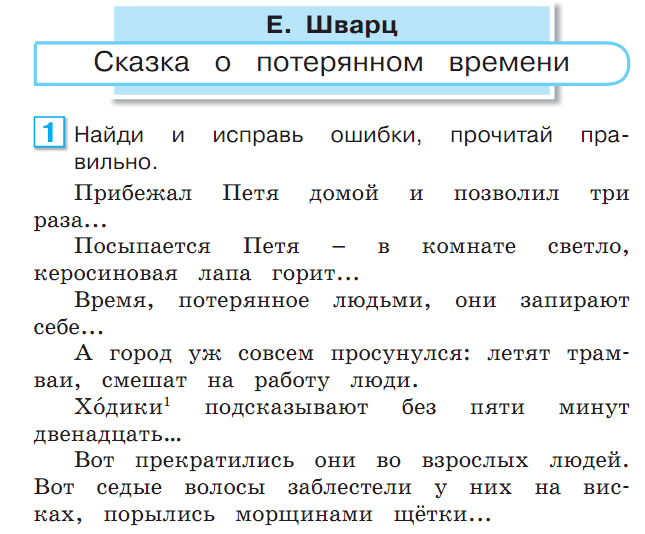 Е. Шварц
Сказка о потерянном времени
1 Найди и исправь ошибки, прочитай пра-
вильно.
Прибежал Петя домой и позволил три
раза...
Посыпается Петя – в комнате светло,
керосиновая лапа горит...
Время, потерянное людьми, они запирают
себе...
А город уж совсем просунулся: летят трам-
ваи, смешат на работу люди.
Хо́дики¹ подсказывают без пяти минут
двенадцать...
Вот прекратились они во взрослых людей.
Вот седые волосы заблестели у них на вис-
ках, порылись морщинами щётки...